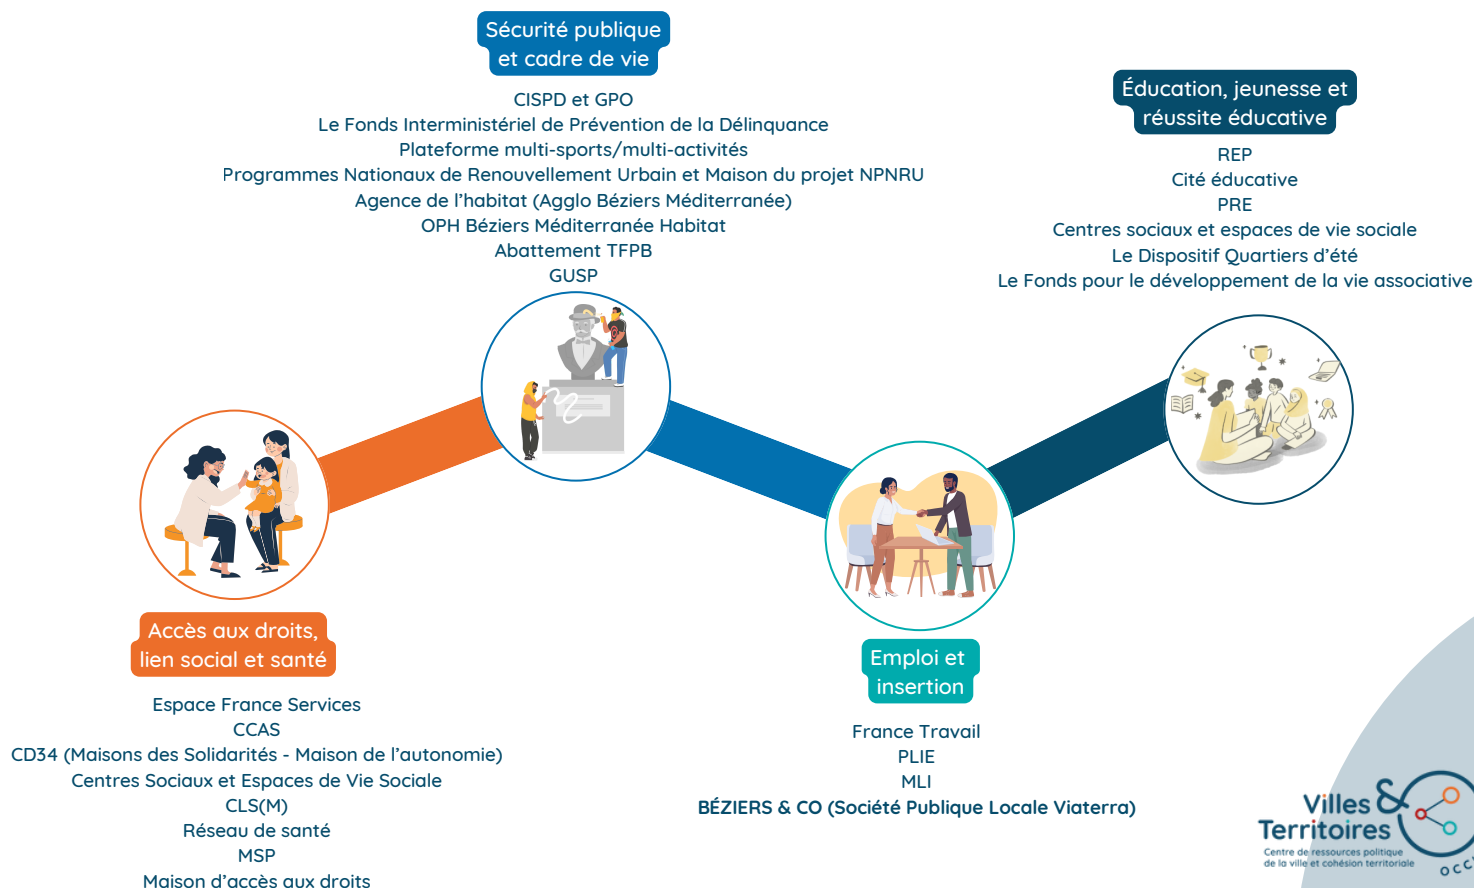 Sécurité publique
et cadre de vie
CISPD et GPO
Le Fonds Interministériel de Prévention de la Délinquance
Plateforme multi-sports/multi-activités
Programmes Nationaux de Renouvellement Urbain et Maison du projet NPNRU
Agence de l'habitat (Agglo Béziers Méditerranée)
OPH Béziers Méditerranée Habitat
Abattement TFPB
GUSP
Éducation, jeunesse et
réussite éducative
REP
Cité éducative
PRE
Centres sociaux et espaces de vie sociale
Le Dispositif Quartiers d'été
Le Fonds pour le développement de la vie associative
Accès aux droits,
lien social et santé
Espace France Services
CCAS
CD34 (Maisons des Solidarités - Maison de l'autonomie)
Centres Sociaux et Espaces de Vie Sociale
CLS(M)
Réseau de santé
MSP
Maison d'accès aux droits
Emploi et
insertion
France Travail
PLIE
MLI
BÉZIERS & CO (Société Publique Locale Viaterra)
Villes &
Territoires
Centre de ressources politique
de la ville et cohésion territoriale